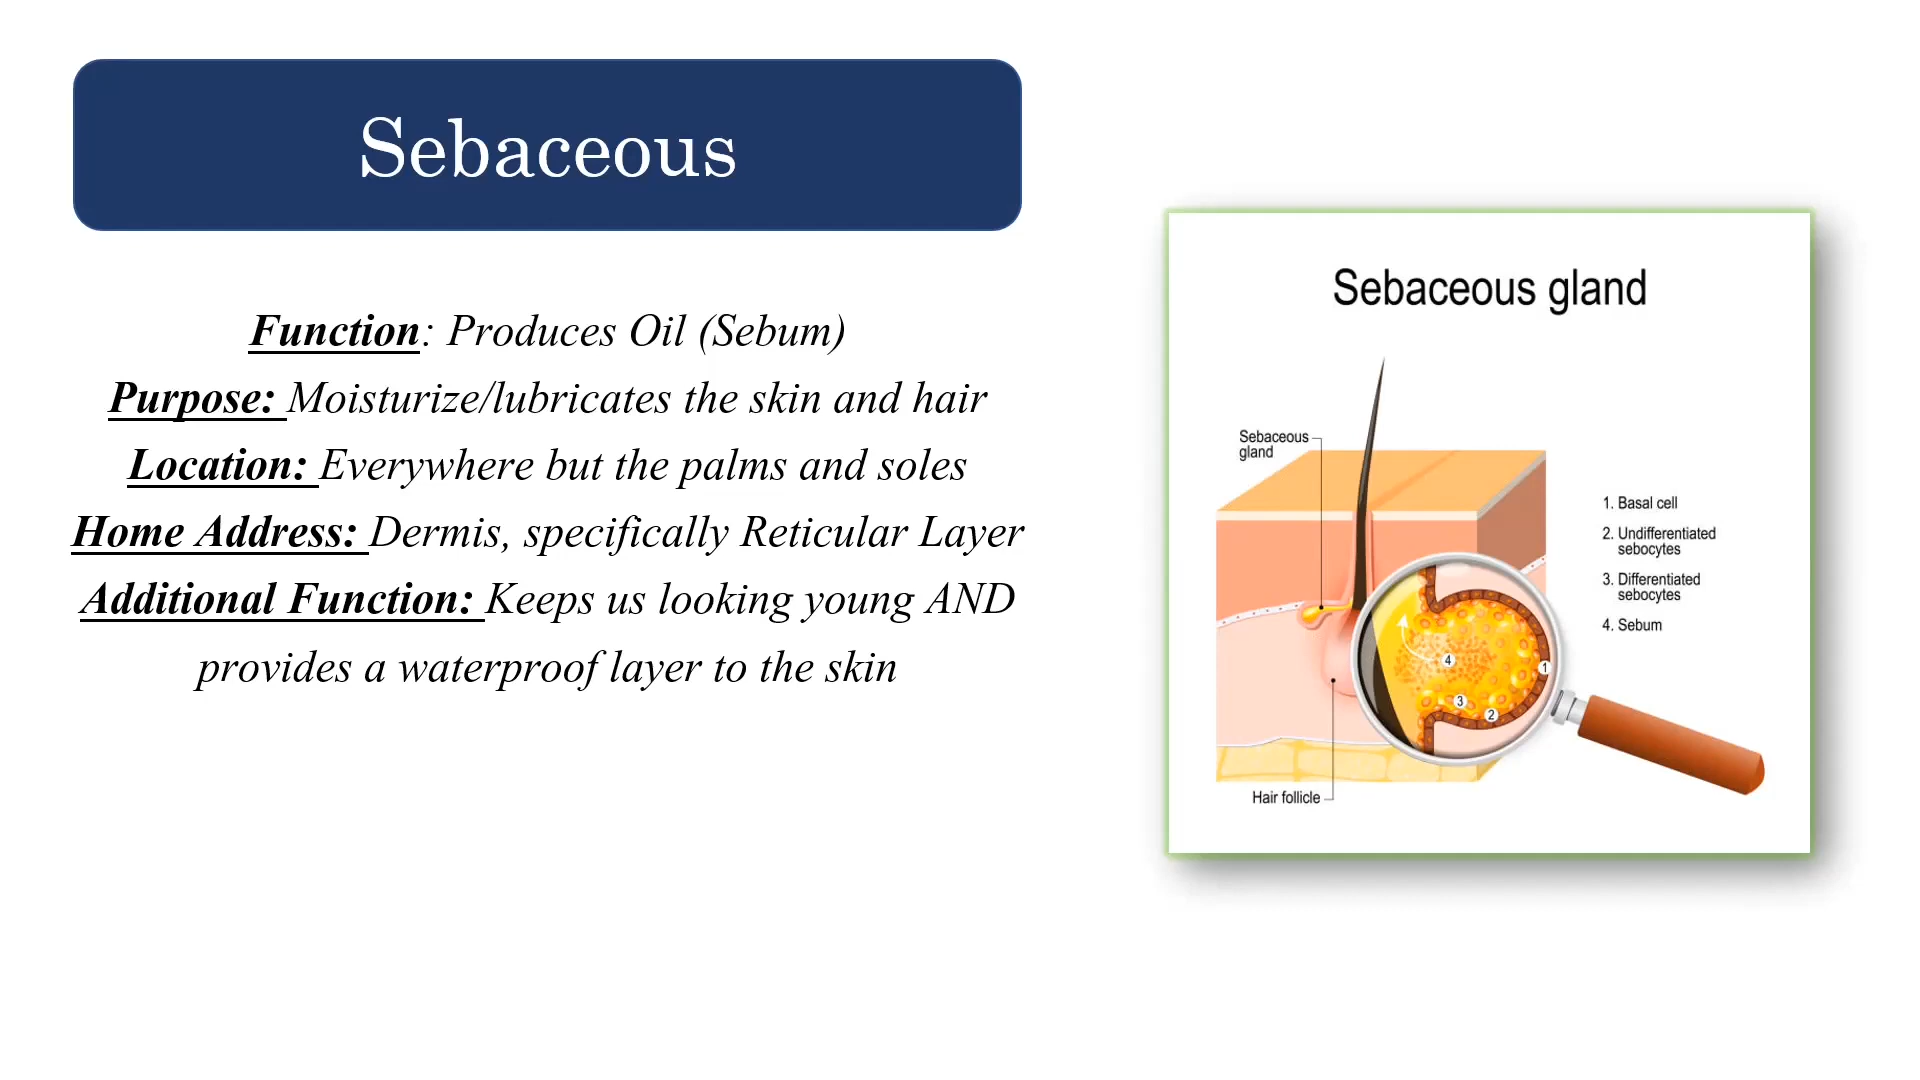 Sebaceous
Function: Produces Oil (Sebum)
Purpose: Moisturize/lubricates the skin and hair
Location: Everywhere but the palms and soles
Home Address: Dermis, specifically Reticular Layer
Additional Function: Keeps us looking young AND
provides a waterproof layer to the skin
Sebaceous gland
Sebaceous
gland
1. Basal cell
2. Undifferentiated
sebocytes
3. Differentiated
sebocytes
4. Sebum
4
1
3
2
Hair follicle